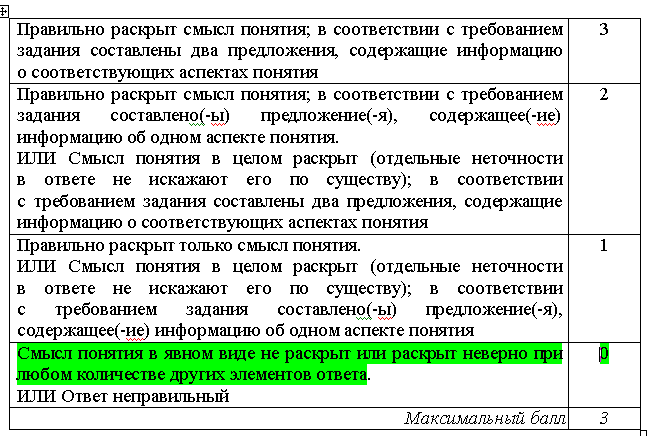 Правильно раскрыт смысл понятия; в соответствии с требованием 3
задания составлены два предложения, содержащие информацию
о соответствующих аспектах понятия
Правильно раскрыт смысл понятия; в соответствии с требованием 2
задания составлено(-ы) предложение(-я), содержащее(-ие)
информацию об одном аспекте понятия.
ИЛИ Смысл понятия в целом раскрыт (отдельные неточности
в ответе не искажают его по существу); в соответствии
с требованием задания составлены два предложения, содержащие
информацию о соответствующих аспектах понятия
Правильно раскрыт только смысл понятия. 1
ИЛИ Смысл понятия в целом раскрыт (отдельные неточности
в ответе не искажают его по существу); в соответствии
с требованием задания составлено(-ы) предложение(-я),
содержащее(-ие) информацию об одном аспекте понятия
Смысл понятия в явном виде не раскрыт или раскрыт неверно при 0
любом количестве других элементов ответа.
ИЛИ Ответ неправильный
Максимальный балл 3